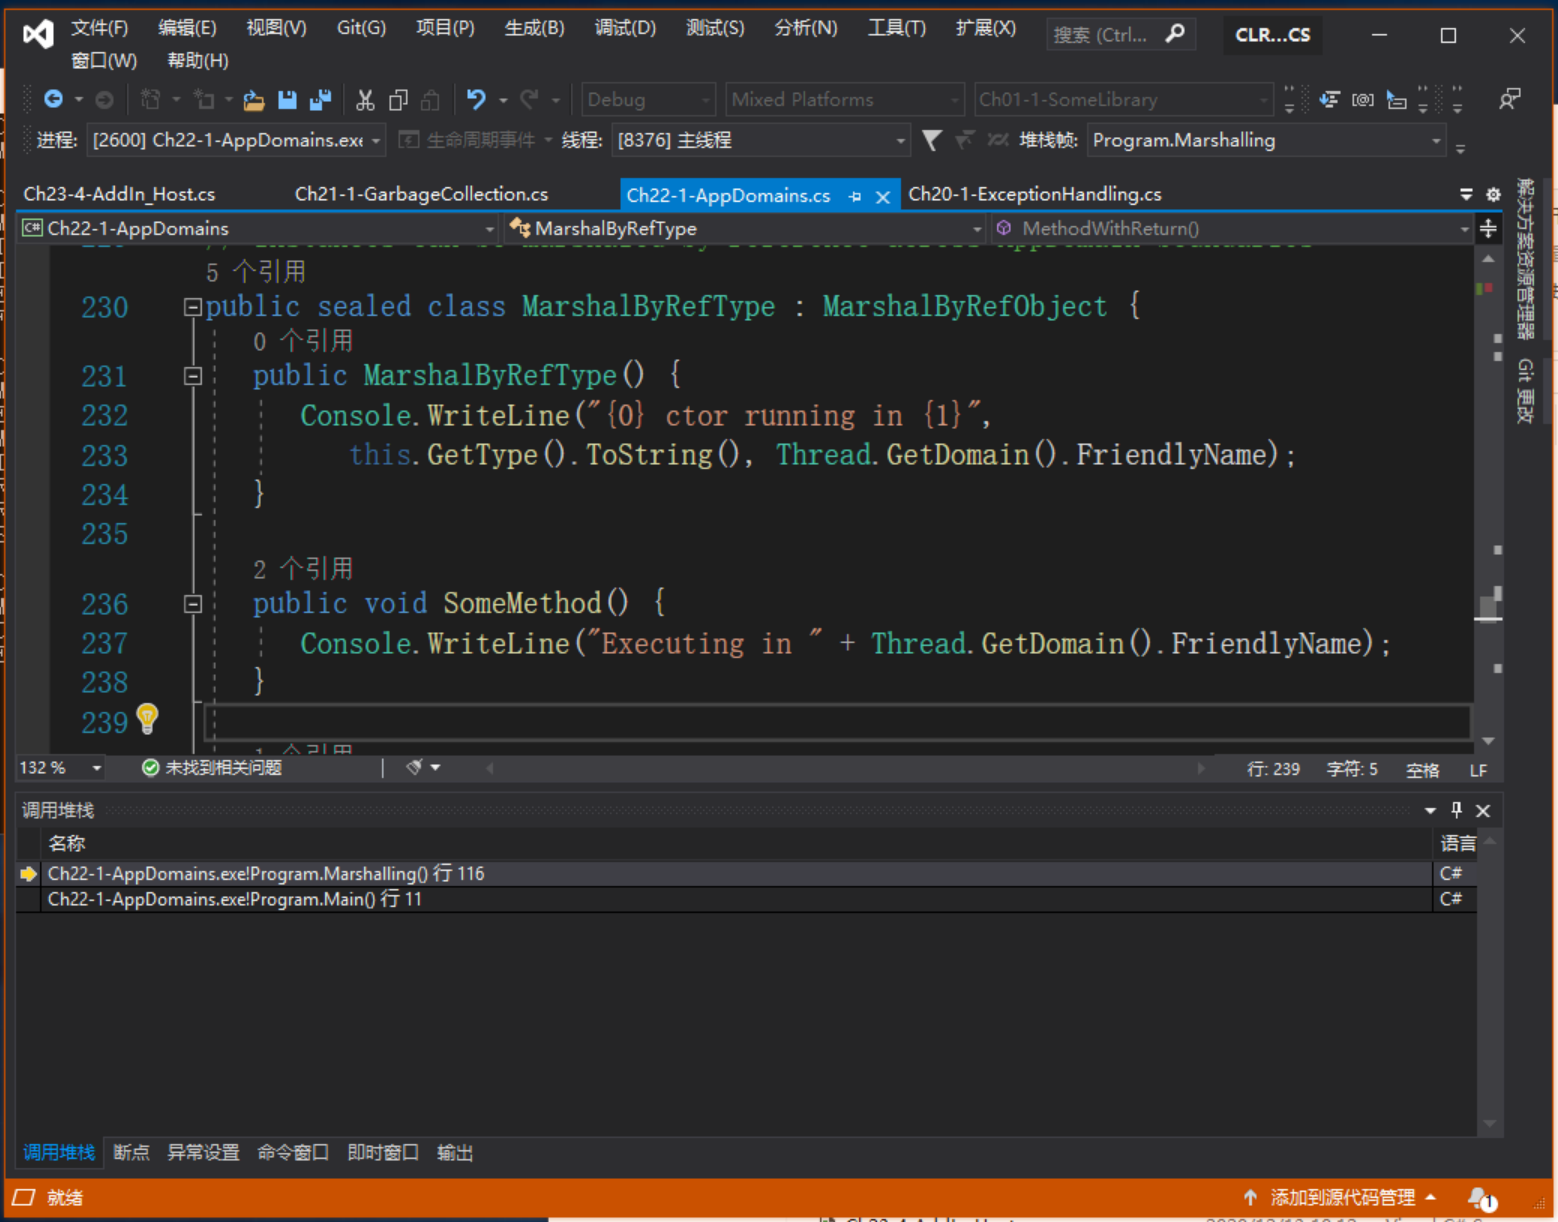 文件(F) 编辑(E) 视图(V) Git(G) 项目(P) 生成(B) 调试(D) 测试(S) 分析(N) 工具(T) 扩展(X) 搜索 (Ctrl... CLR...CS
窗口(W) 帮助(H)
Debug Mixed Platforms Ch01-1-SomeLibrary
进程: [2600] Ch22-1-AppDomains.exe 生命周期事件 线程: [8376] 主线程 堆栈帧: Program.Marshalling
Ch23-4-AddIn_Host.cs Ch21-1-GarbageCollection.cs Ch22-1-AppDomains.cs Ch20-1-ExceptionHandling.cs
C# Ch22-1-AppDomains MarshalByRefType MethodWithReturn()
5 个引用
230 public sealed class MarshalByRefType : MarshalByRefObject {
0 个引用
231 public MarshalByRefType() {
232 Console.WriteLine("{0} ctor running in {1}",
233 this.GetType().ToString(), Thread.GetDomain().FriendlyName);
234 }
235
2 个引用
236 public void SomeMethod() {
237 Console.WriteLine("Executing in " + Thread.GetDomain().FriendlyName);
238 }
239
1 个引用
132 % 未找到相关问题 行: 239 字符: 5 空格 LF
调用堆栈
名称 语言
Ch22-1-AppDomains.exe!Program.Marshalling() 行 116 C#
Ch22-1-AppDomains.exe!Program.Main() 行 11 C#
调用堆栈 断点 异常设置 命令窗口 即时窗口 输出
就绪 添加到源代码管理 1
解决方案资源管理器
Git 更改